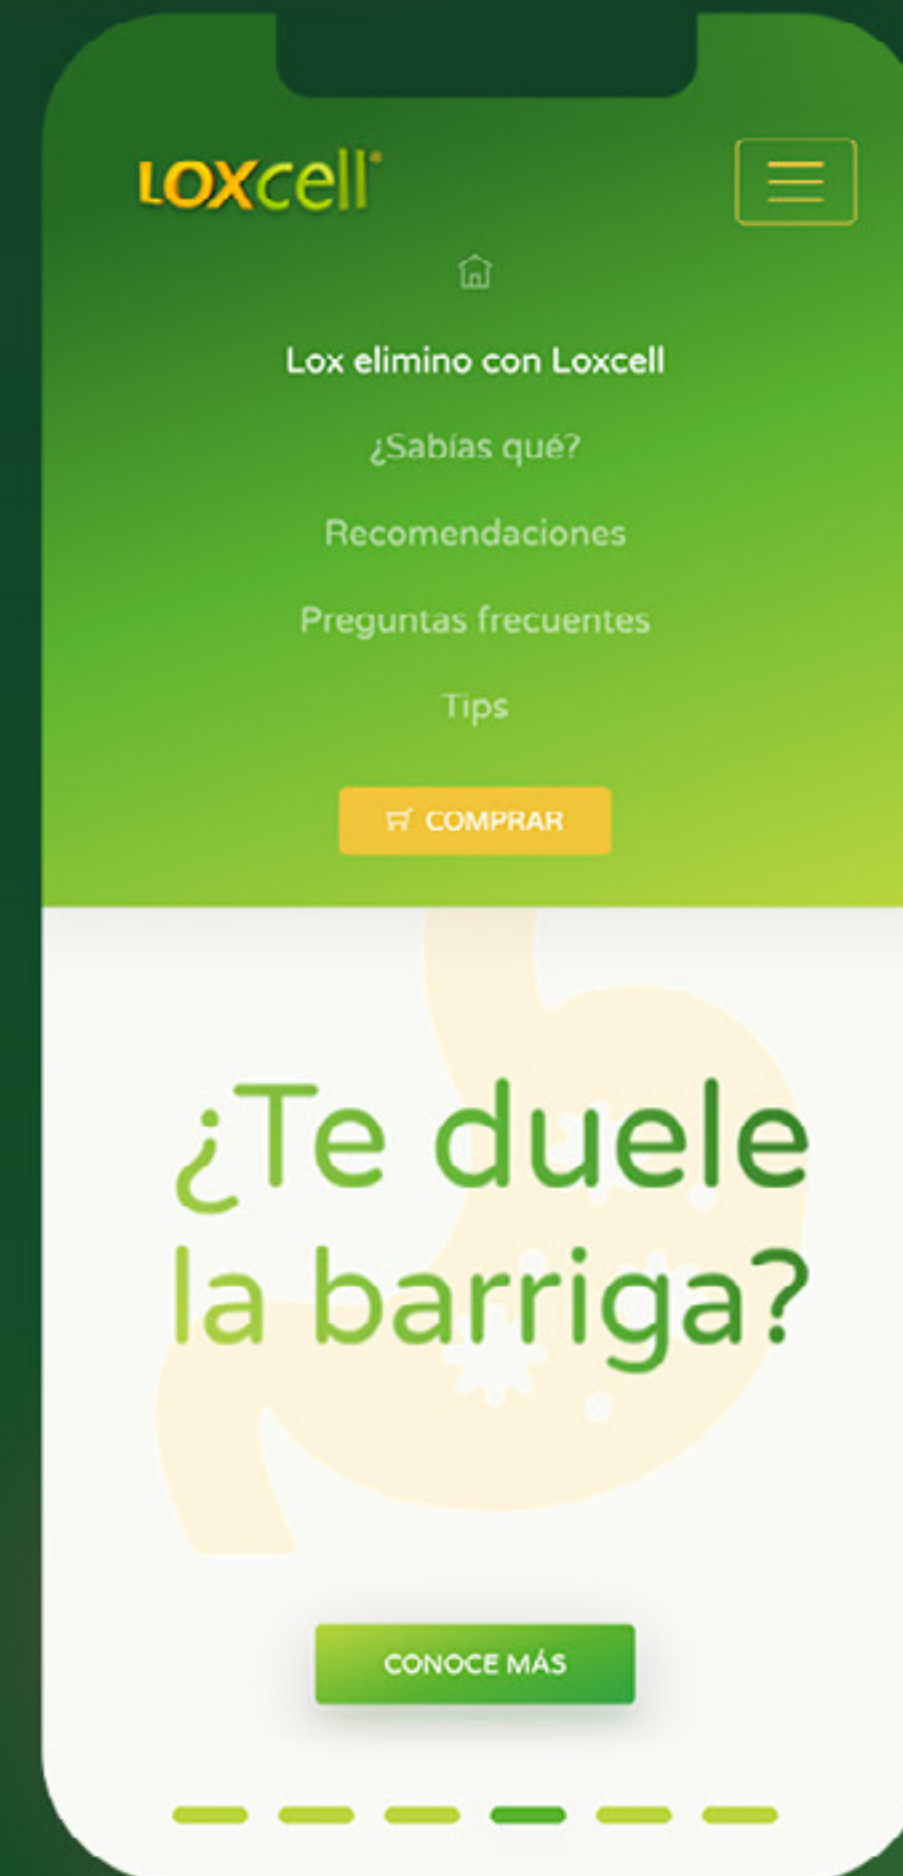 LOXcell
Lox elimino con Loxcell
¿Sabías qué?
Recomendaciones
Preguntas frecuentes
Tips
COMPRAR
¿Te duele
la barriga?
CONOCE MÁS